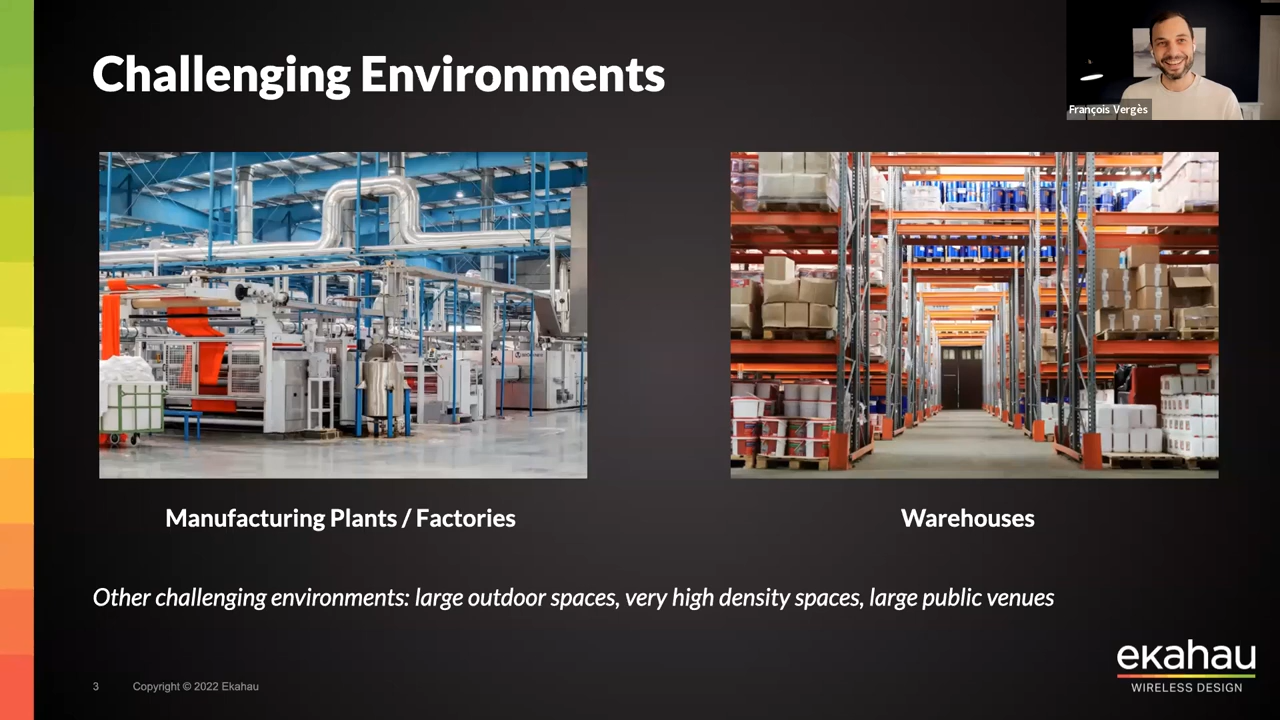 Challenging Environments
François Vergès
Manufacturing Plants / Factories
Warehouses
Other challenging environments: large outdoor spaces, very high density spaces, large public venues
3
Copyright © 2022 Ekahau
ekahau
WIRELESS DESIGN